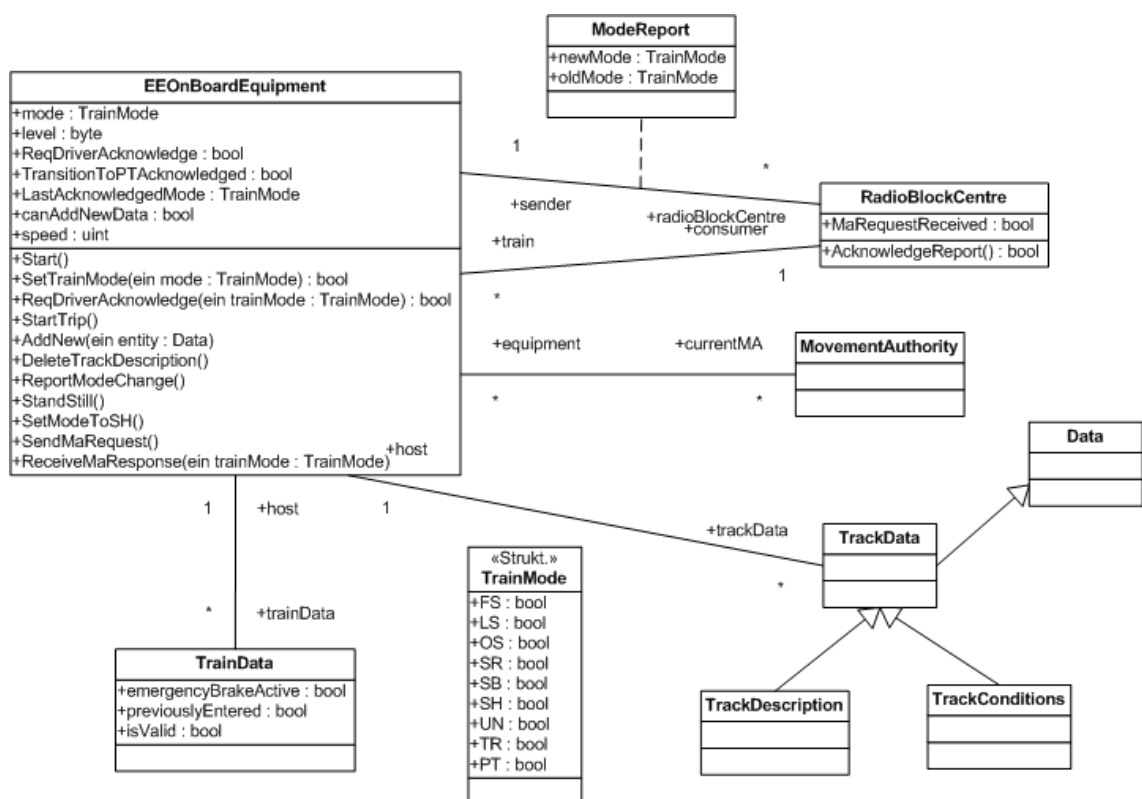 ModeReport
+newMode : TrainMode
+oldMode : TrainMode
EEOnBoardEquipment
+mode : TrainMode
+level : byte
+ReqDriverAcknowledge : bool
+TransitionToPTAcknowledged : bool
+LastAcknowledgedMode : TrainMode
+canAddNewData : bool
+speed : uint
+Start()
+SetTrainMode(ein mode : TrainMode) : bool
+ReqDriverAcknowledge(ein trainMode : TrainMode) : bool
+StartTrip()
+AddNew(ein entity : Data)
+DeleteTrackDescription()
+ReportModeChange()
+StandStill()
+SetModeToSH()
+SendMaRequest()
+ReceiveMaResponse(ein trainMode : TrainMode)
1
*
+sender
+radioBlockCentre
+train
+consumer
*
1
RadioBlockCentre
+MaRequestReceived : bool
+AcknowledgeReport() : bool
+equipment
+currentMA
*
*
MovementAuthority
+host
1
+trackData
*
Data
TrackData
1
+host
*
+trainData
TrainData
+emergencyBrakeActive : bool
+previouslyEntered : bool
+isValid : bool
«Strukt.»
TrainMode
+FS : bool
+LS : bool
+OS : bool
+SR : bool
+SB : bool
+SH : bool
+UN : bool
+TR : bool
+PT : bool
TrackDescription
TrackConditions